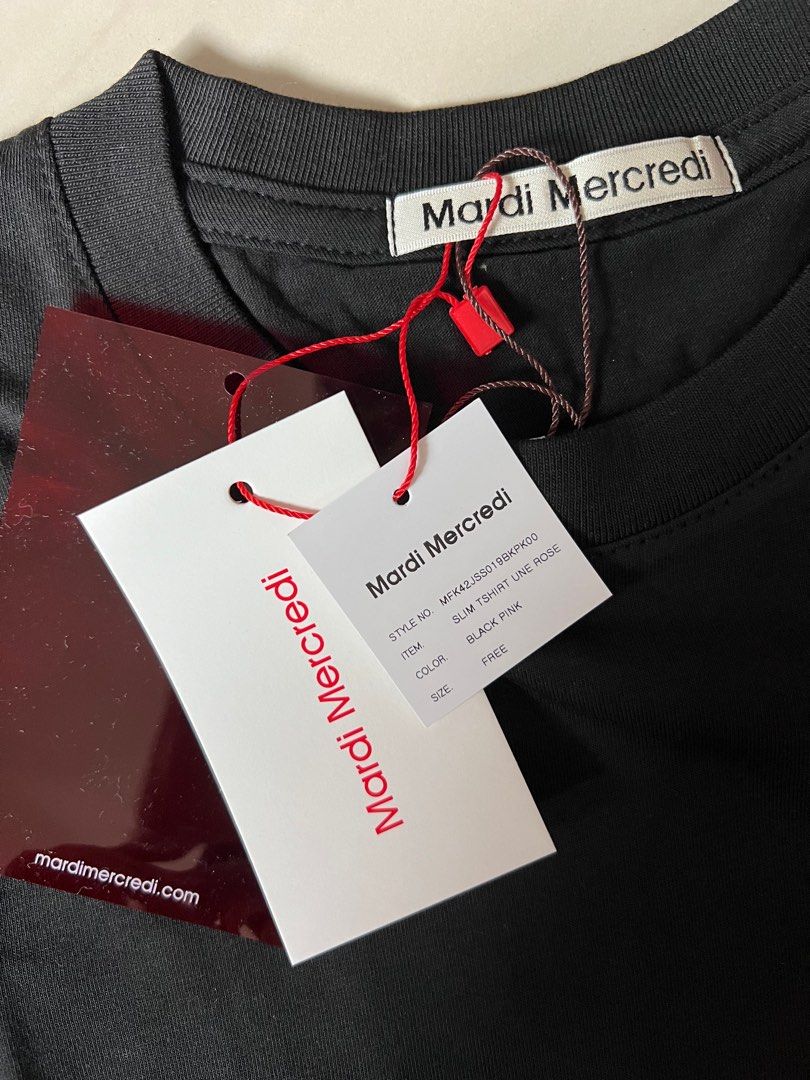 Mardi Mercredi
Mardi Mercredi
STYLE NO. MFK42JSS019BKPK00
ITEM. SLIM TSHIRT UNE ROSE
COLOR. BLACK PINK
SIZE. FREE
Mardi Mercredi
mardimercredi.com